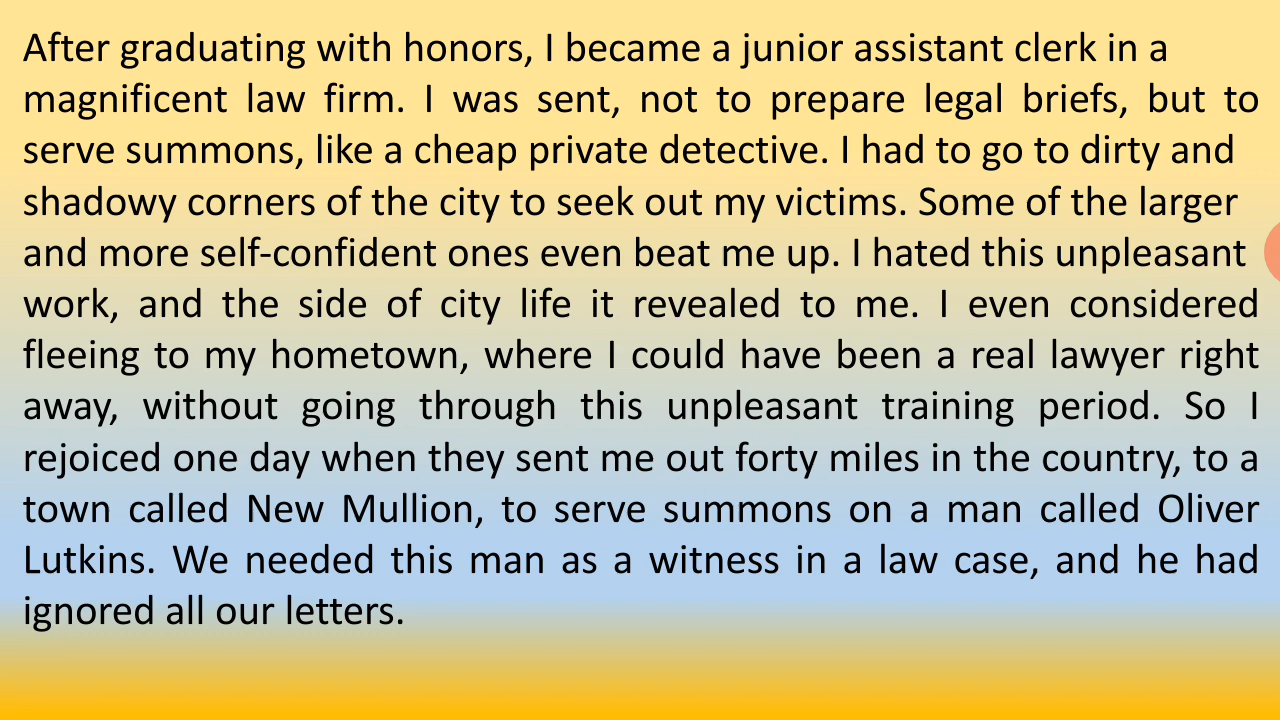 After graduating with honors, I became a junior assistant clerk in a
magnificent law firm. I was sent, not to prepare legal briefs, but to
serve summons, like a cheap private detective. I had to go to dirty and
shadowy corners of the city to seek out my victims. Some of the larger
and more self-confident ones even beat me up. I hated this unpleasant
work, and the side of city life it revealed to me. I even considered
fleeing to my hometown, where I could have been a real lawyer right
away, without going through this unpleasant training period. So I
rejoiced one day when they sent me out forty miles in the country, to a
town called New Mullion, to serve summons on a man called Oliver
Lutkins. We needed this man as a witness in a law case, and he had
ignored all our letters.